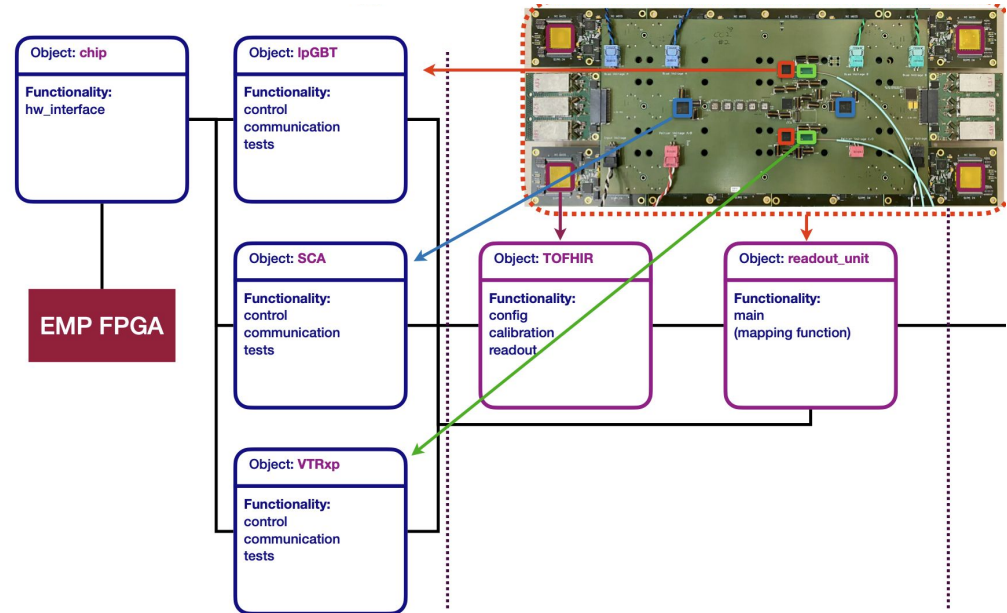 Object: chip
Functionality:
hw_interface
EMP FPGA
Object: lpGBT
Functionality:
control
communication
tests
Object: SCA
Functionality:
control
communication
tests
Object: VTRxp
Functionality:
control
communication
tests
Object: TOFHIR
Functionality:
config
calibration
readout
Object: readout_unit
Functionality:
main
(mapping function)